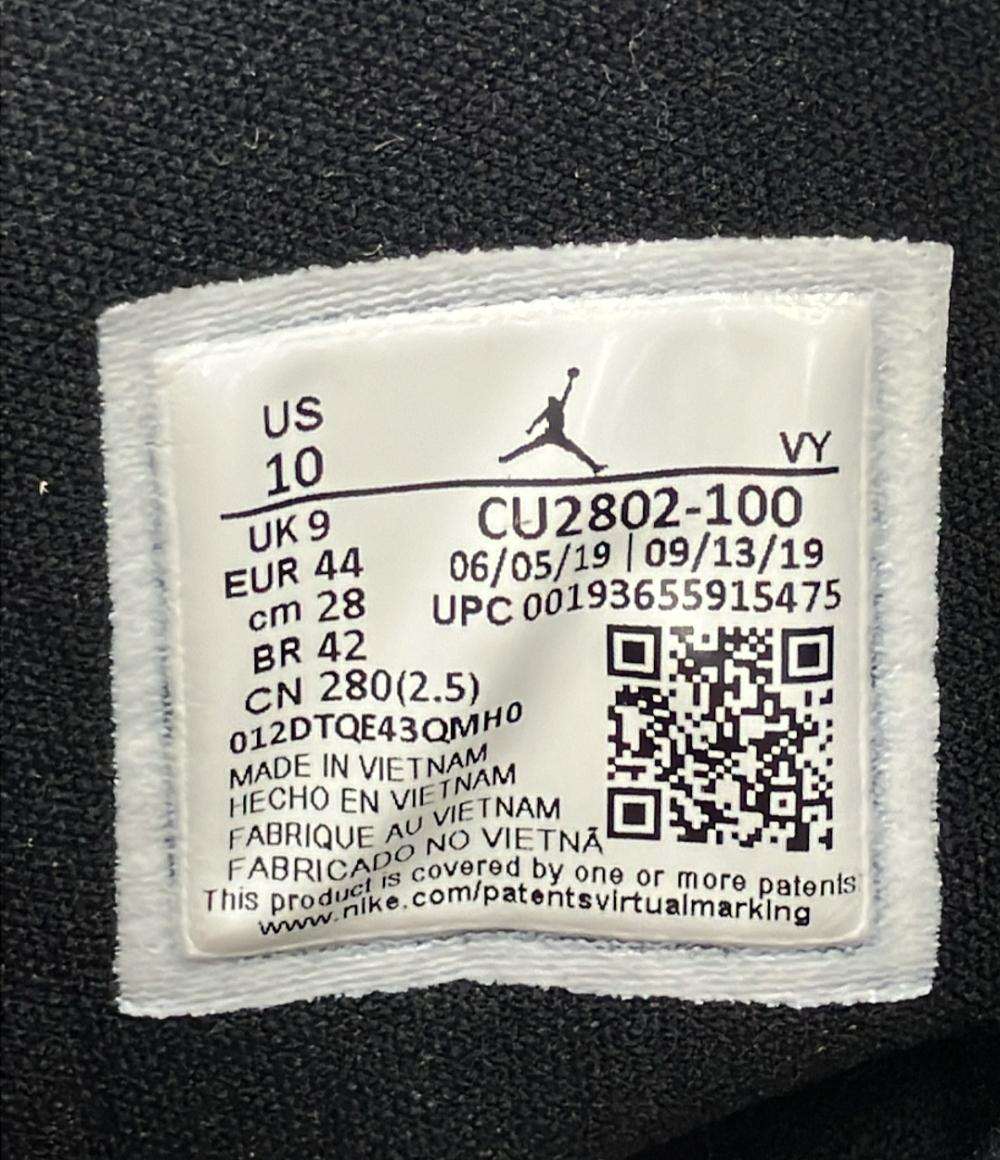 US
10
VY
UK 9
EUR 44
cm 28
BR 42
CN 280(2.5)
CU2802-100
06/05/19 | 09/13/19
UPC 00193655915475
012DTQE43QMH0
MADE IN VIETNAM
HECHO EN VIETNAM
FABRIQUE AU VIETNAM
FABRICADO NO VIETNÃ
This product is covered by one or more patents
www.nike.com/patentsvirtualmarking